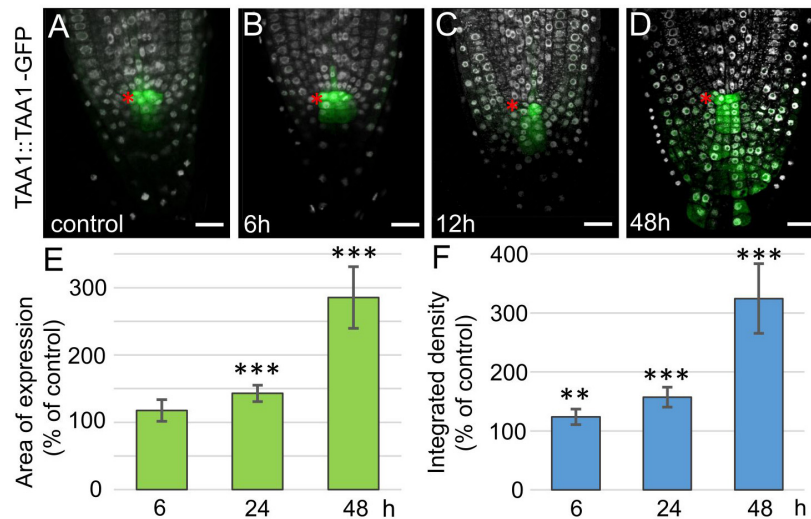 TAA1::TAA1-GFP
A
B
C
D
*
*
*
*
control
6h
12h
48h
E
F
Area of expression
(% of control)
300
200
100
0
***
***
6
24
48
h
Integrated density
(% of control)
400
300
200
100
0
**
***
***
6
24
48
h